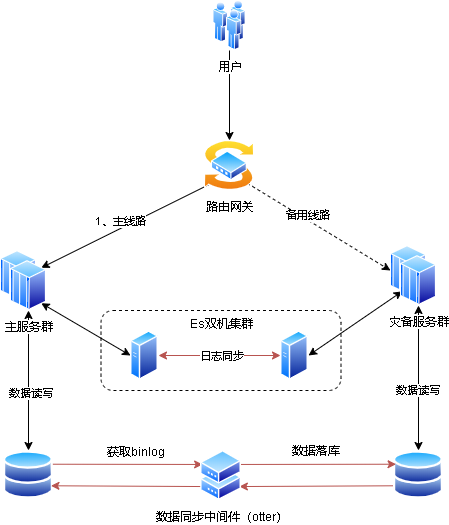 用户
路由网关
1、主线路
备用线路
主服务群
灾备服务群
Es双机集群
日志同步
数据读写
数据读写
获取binlog
数据落库
数据同步中间件（otter）